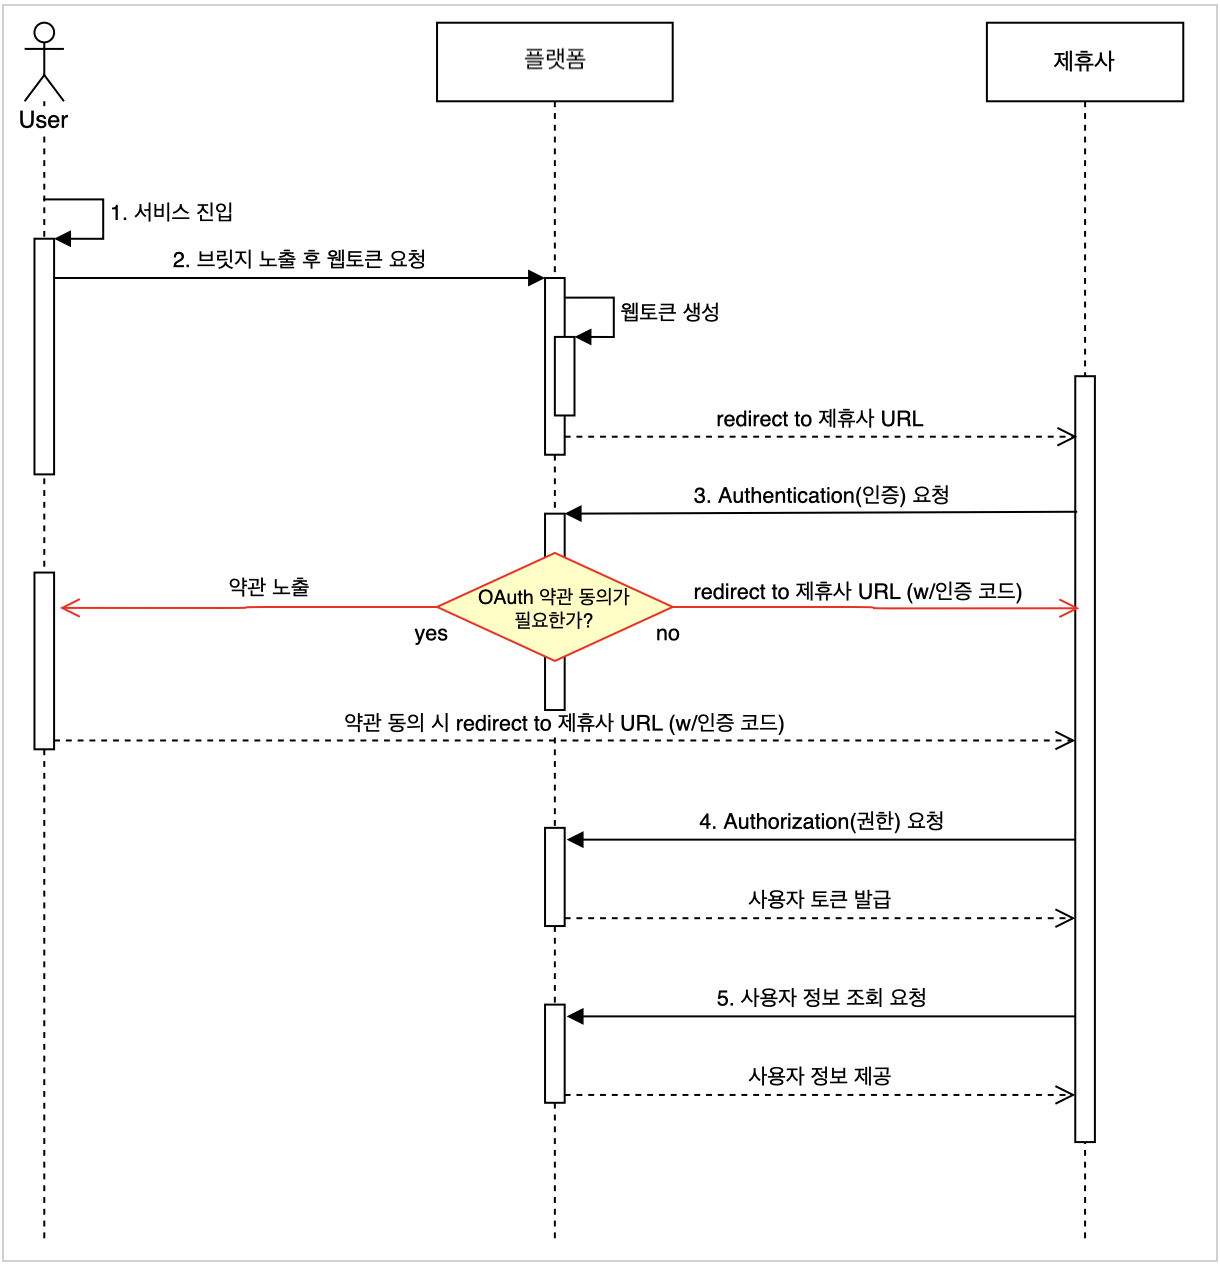 User
플랫폼
제휴사
1. 서비스 진입
2. 브릿지 노출 후 웹토큰 요청
웹토큰 생성
redirect to 제휴사 URL
3. Authentication(인증) 요청
약관 노출
OAuth 약관 동의가
필요한가?
redirect to 제휴사 URL (w/인증 코드)
yes
no
약관 동의 시 redirect to 제휴사 URL (w/인증 코드)
4. Authorization(권한) 요청
사용자 토큰 발급
5. 사용자 정보 조회 요청
사용자 정보 제공